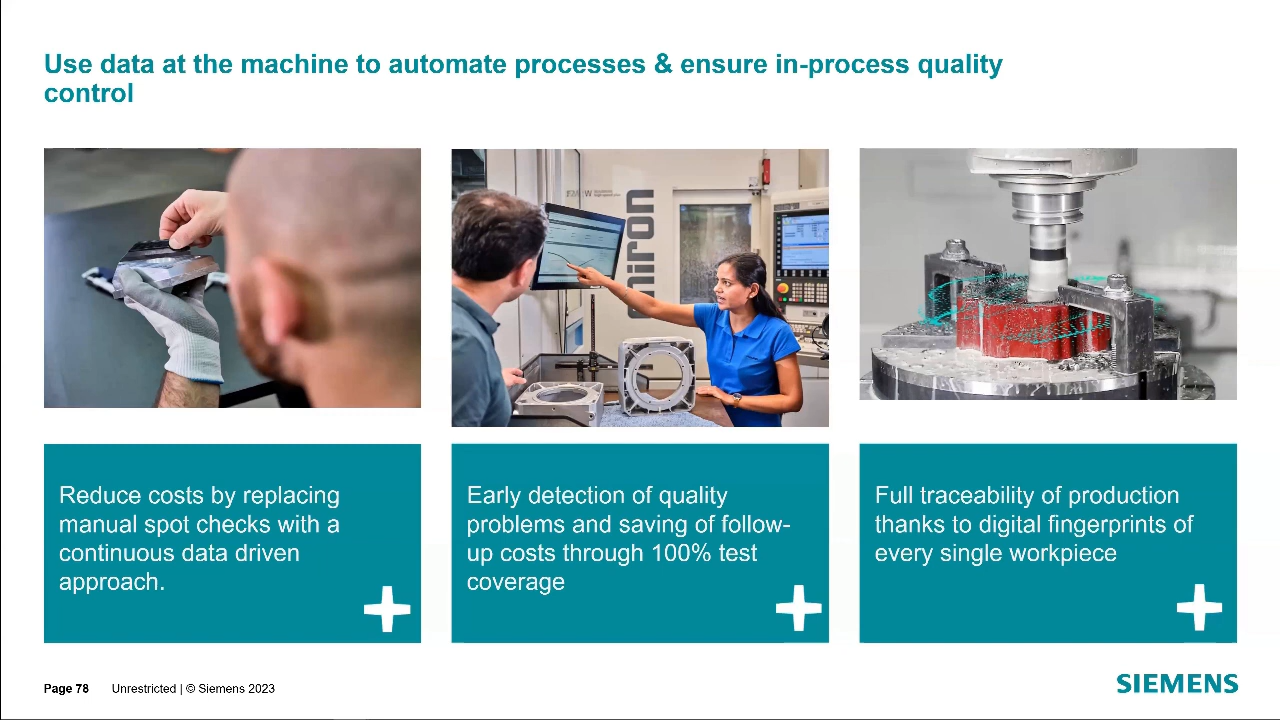 Use data at the machine to automate processes & ensure in-process quality
control
hiron
Reduce costs by replacing
manual spot checks with a
continuous data driven
approach.
Early detection of quality
problems and saving of follow-
up costs through 100% test
coverage
Full traceability of production
thanks to digital fingerprints of
every single workpiece
Page 78 Unrestricted | © Siemens 2023
SIEMENS